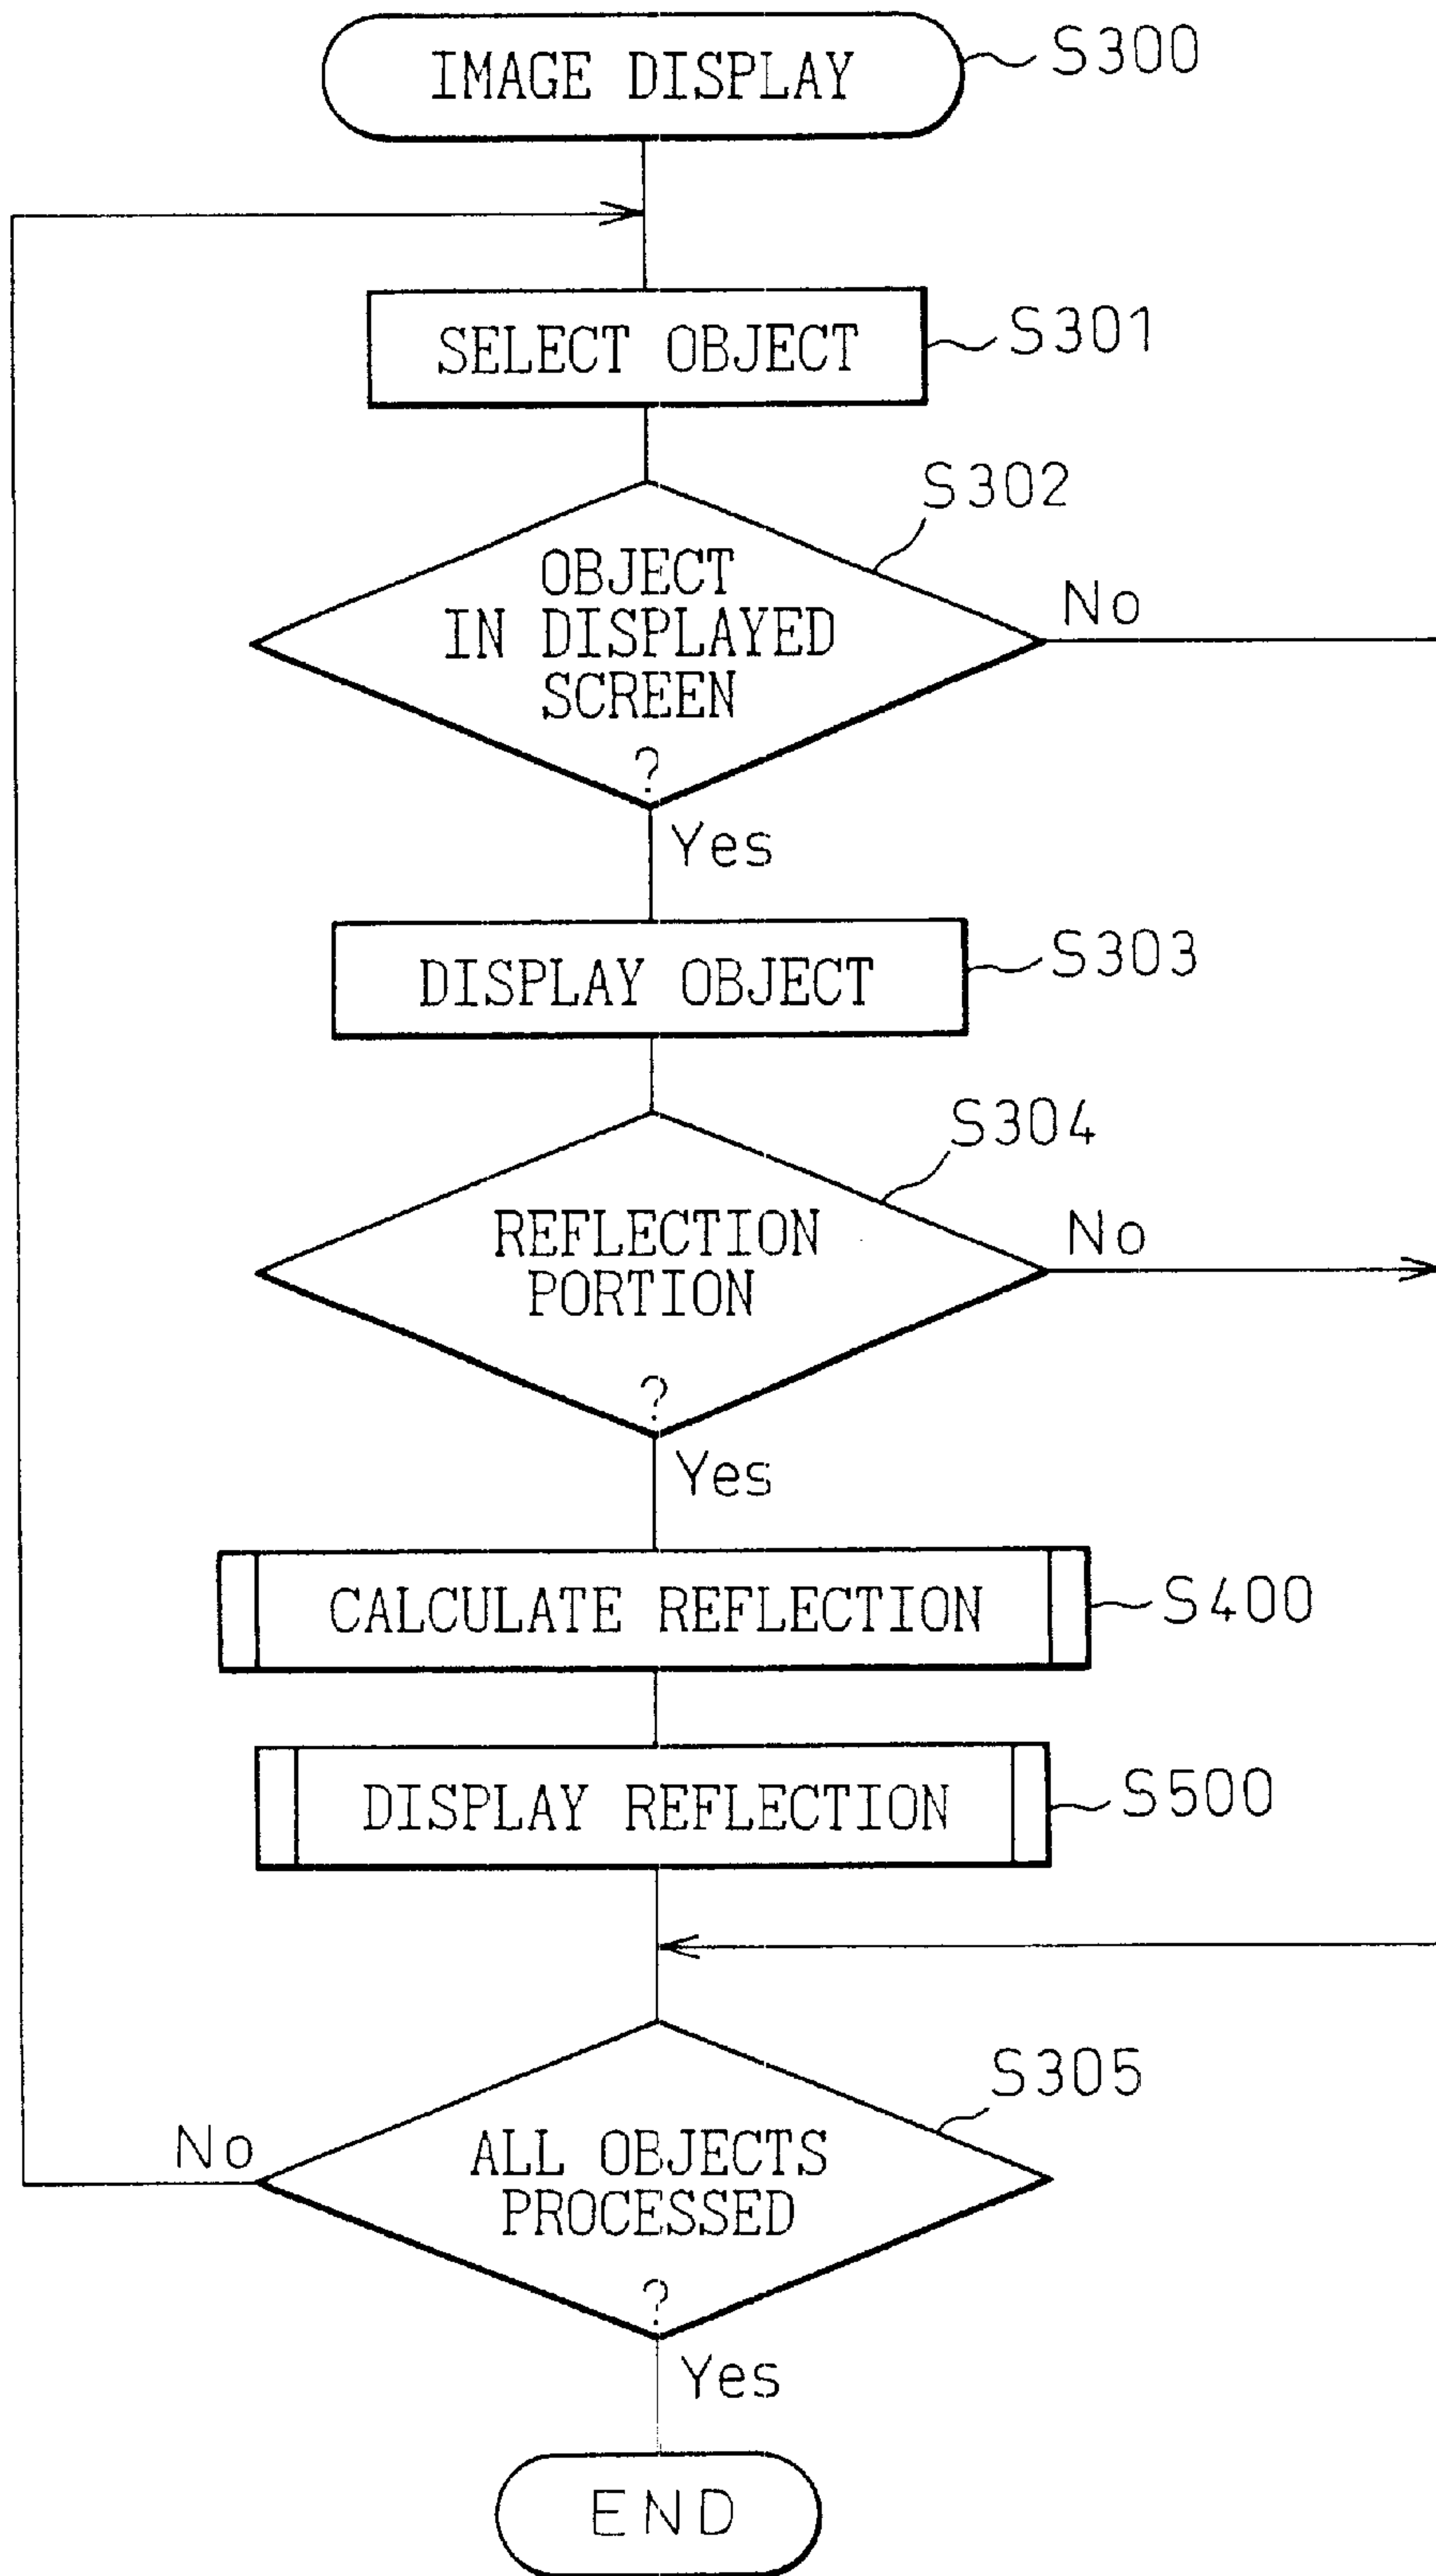 IMAGE DISPLAY
S300
SELECT OBJECT
S301
S302
OBJECT
IN DISPLAYED
SCREEN
?
No
Yes
DISPLAY OBJECT
S303
S304
REFLECTION
PORTION
?
No
Yes
CALCULATE REFLECTION
S400
DISPLAY REFLECTION
S500
S305
No
ALL OBJECTS
PROCESSED
?
Yes
END